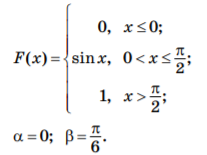 F(x) = { 0, x ≤ 0;
sin x, 0 < x ≤ π/2;
1, x > π/2;
α = 0; β = π/6.